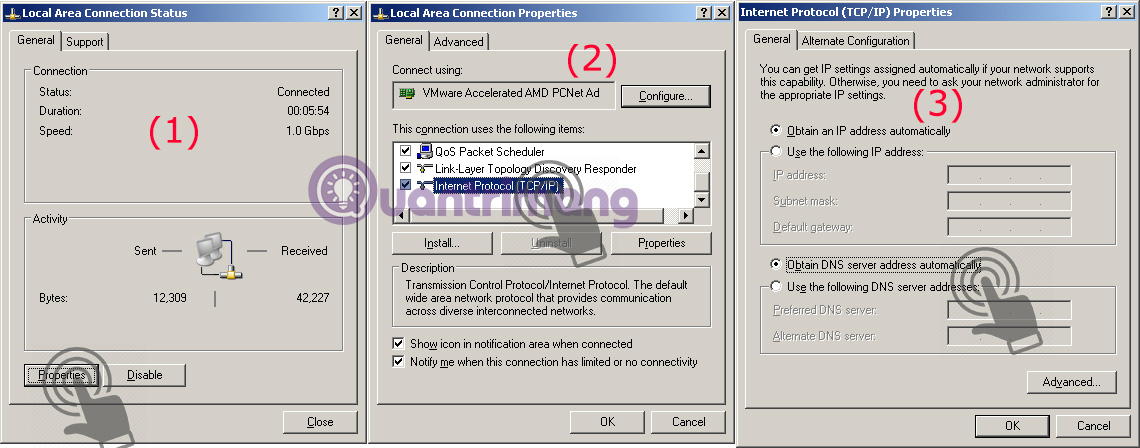 Local Area Connection Status
General
Support
Connection
Status:
Connected
Duration:
00:05:54
Speed:
1.0 Gbps
(1)
Activity
Sent
Received
Bytes:
12,309
42,227
Properties
Disable
Close
Local Area Connection Properties
General
Advanced
(2)
Connect using:
VMware Accelerated AMD PCNet Ad
Configure...
This connection uses the following items:
QoS Packet Scheduler
Link-Layer Topology Discovery Responder
Internet Protocol (TCP/IP)
Quantrimang
Install...
Uninstall
Properties
Description
Transmission Control Protocol/Internet Protocol. The default
wide area network protocol that provides communication
across diverse interconnected networks.
Show icon in notification area when connected
Notify me when this connection has limited or no connectivity
OK
Cancel
Internet Protocol (TCP/IP) Properties
General
Alternate Configuration
You can get IP settings assigned automatically if your network supports
this capability. Otherwise, you need to ask your network administrator for
the appropriate IP settings.
(3)
Obtain an IP address automatically
Use the following IP address:
IP address:
Subnet mask:
Default gateway:
Obtain DNS server address automatically
Use the following DNS server addresses:
Preferred DNS server:
Alternate DNS server:
Advanced...
OK
Cancel